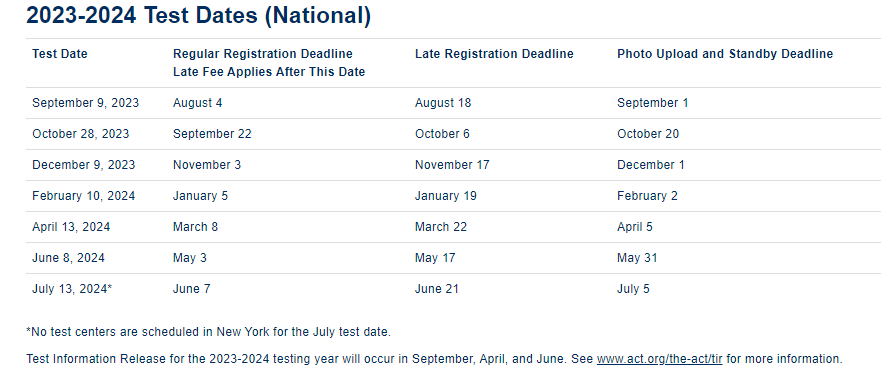 2023-2024 Test Dates (National)
Test Date Regular Registration Deadline Late Fee Applies After This Date Late Registration Deadline Photo Upload and Standby Deadline
September 9, 2023 August 4 August 18 September 1
October 28, 2023 September 22 October 6 October 20
December 9, 2023 November 3 November 17 December 1
February 10, 2024 January 5 January 19 February 2
April 13, 2024 March 8 March 22 April 5
June 8, 2024 May 3 May 17 May 31
July 13, 2024* June 7 June 21 July 5
*No test centers are scheduled in New York for the July test date.
Test Information Release for the 2023-2024 testing year will occur in September, April, and June. See www.act.org/the-act/tir for more information.